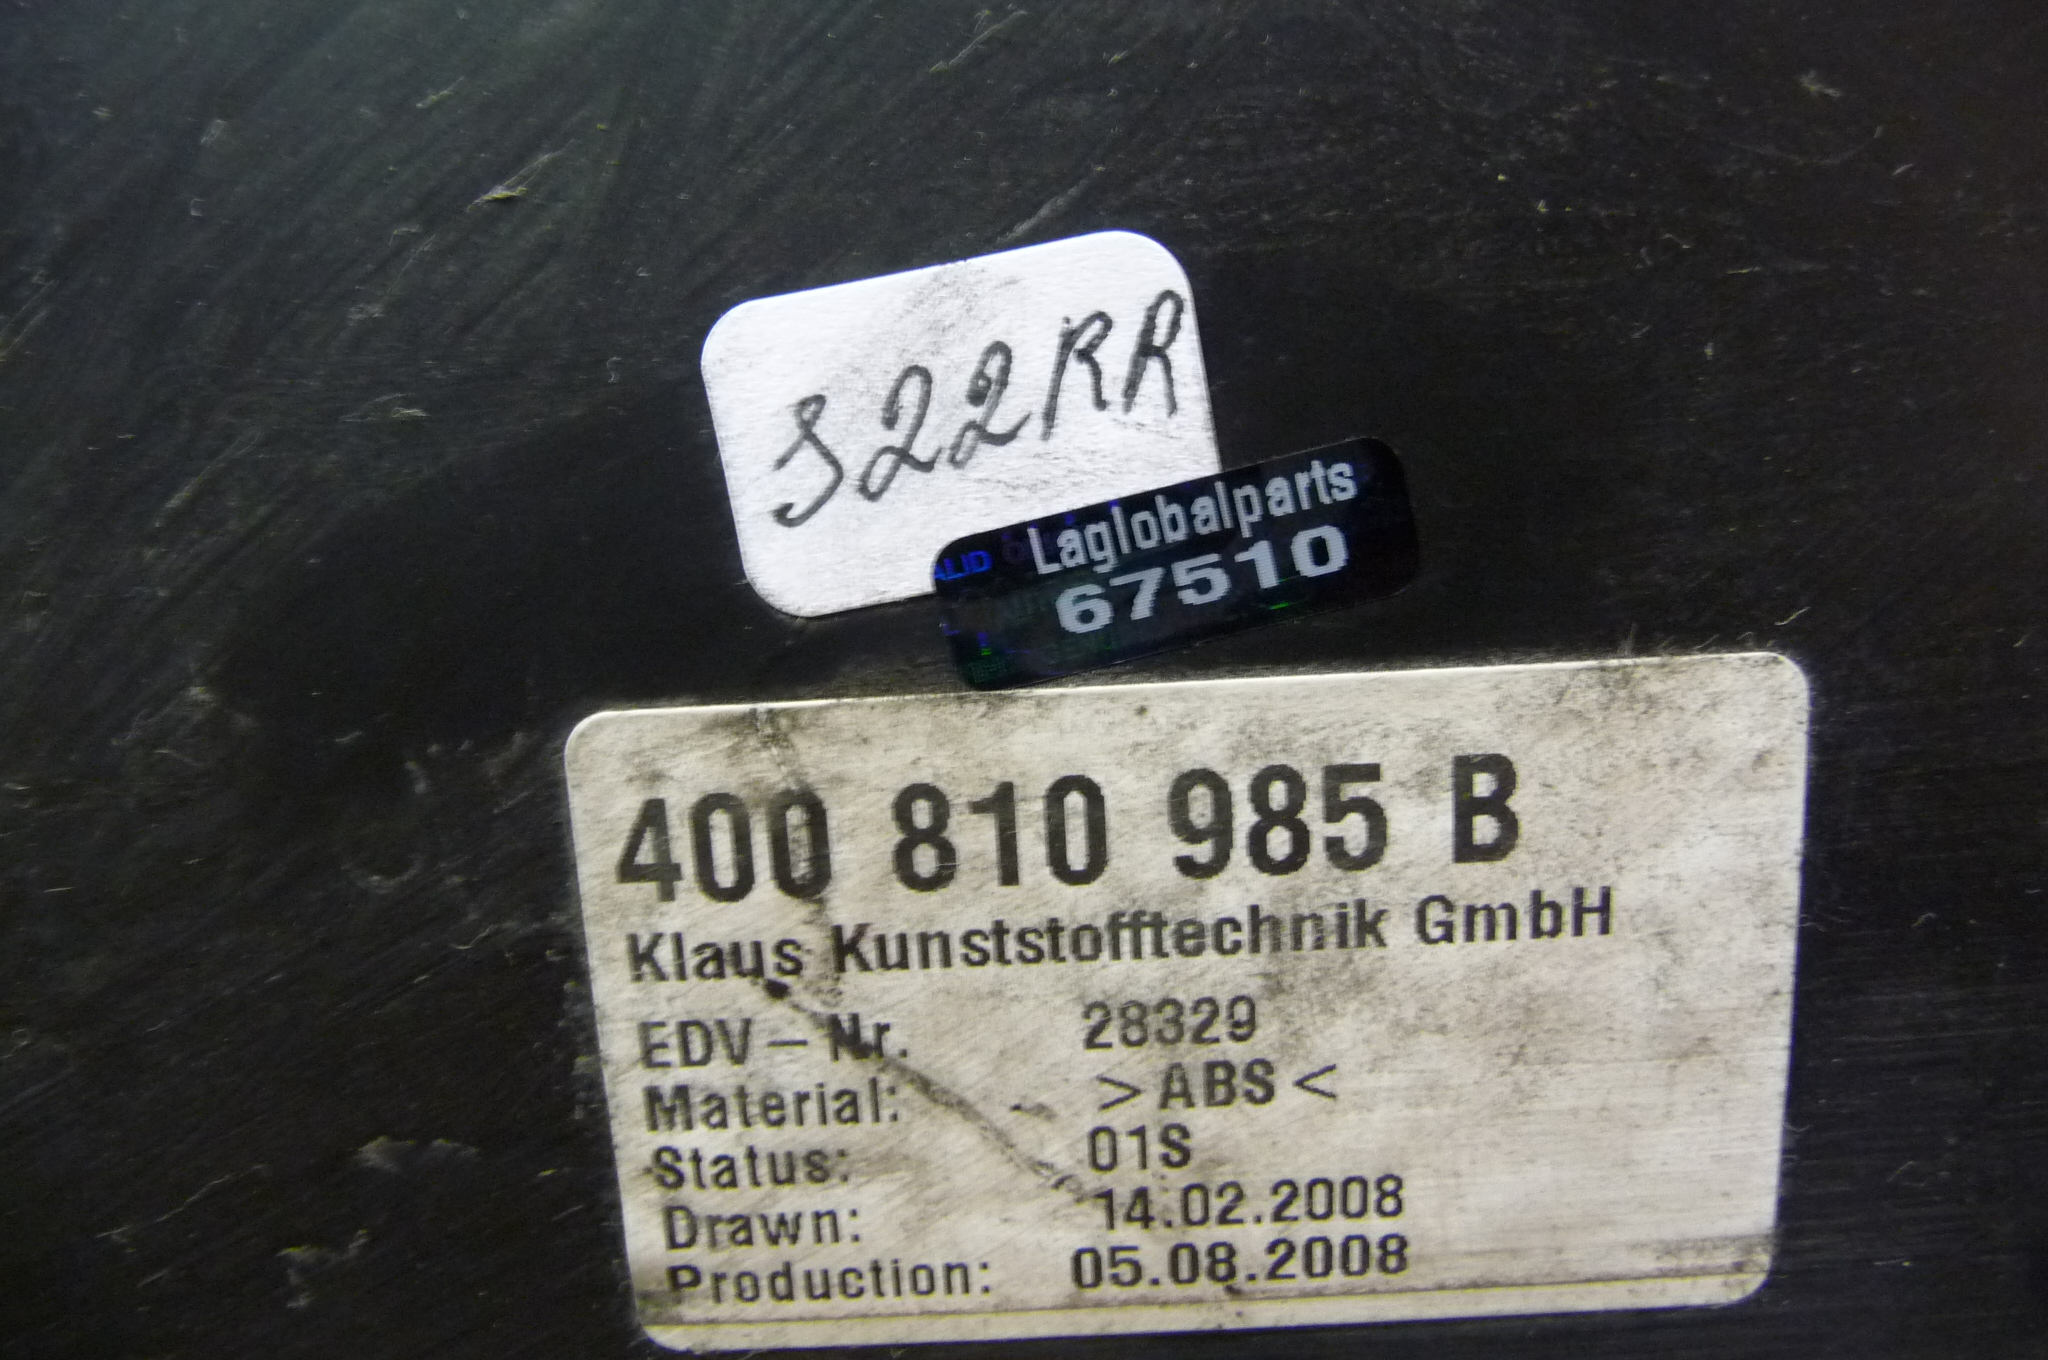 S22RR
Laglobalparts
67510
400 810 985 B
Klaus Kunststofftechnik GmbH
EDV – Nr. 28329
Material: >ABS<
Status: 01S
Drawn: 14.02.2008
Production: 05.08.2008